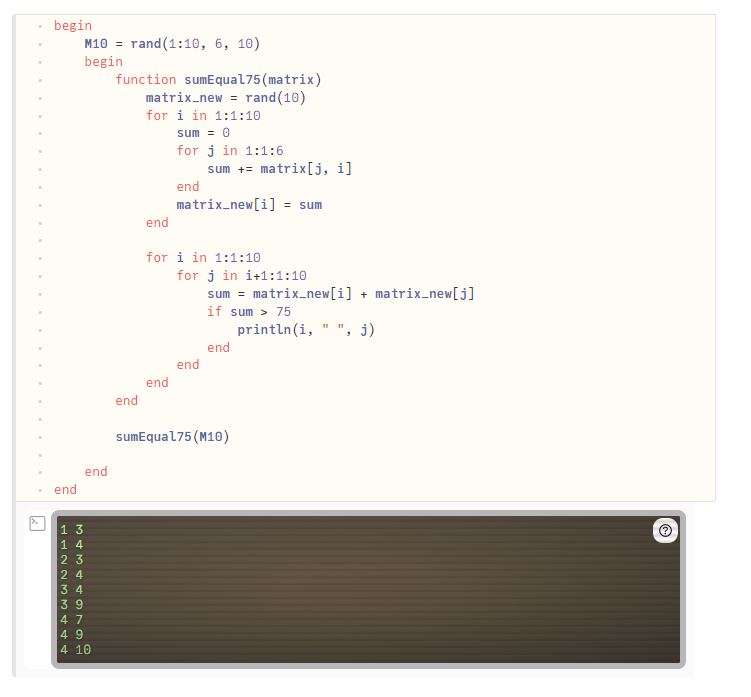 begin
    M10 = rand(1:10, 6, 10)
    begin
        function sumEqual75(matrix)
            matrix_new = rand(10)
            for i in 1:1:10
                sum = 0
                for j in 1:1:6
                    sum += matrix[j, i]
                end
                matrix_new[i] = sum
            end

            for i in 1:1:10
                for j in i+1:1:10
                    sum = matrix_new[i] + matrix_new[j]
                    if sum > 75
                        println(i, " ", j)
                    end
                end
            end
        end

        sumEqual75(M10)

    end
end
>_
?
1 3
1 4
2 3
2 4
3 4
3 9
4 7
4 9
4 10